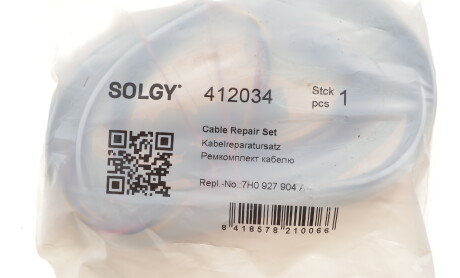 SOLGY® 412034 Stck pcs 1
Cable Repair Set
Kabelreparatursatz
Ремкомплект кабелю
Repl.-No.:7H0 927 904 A
8 418578 210066